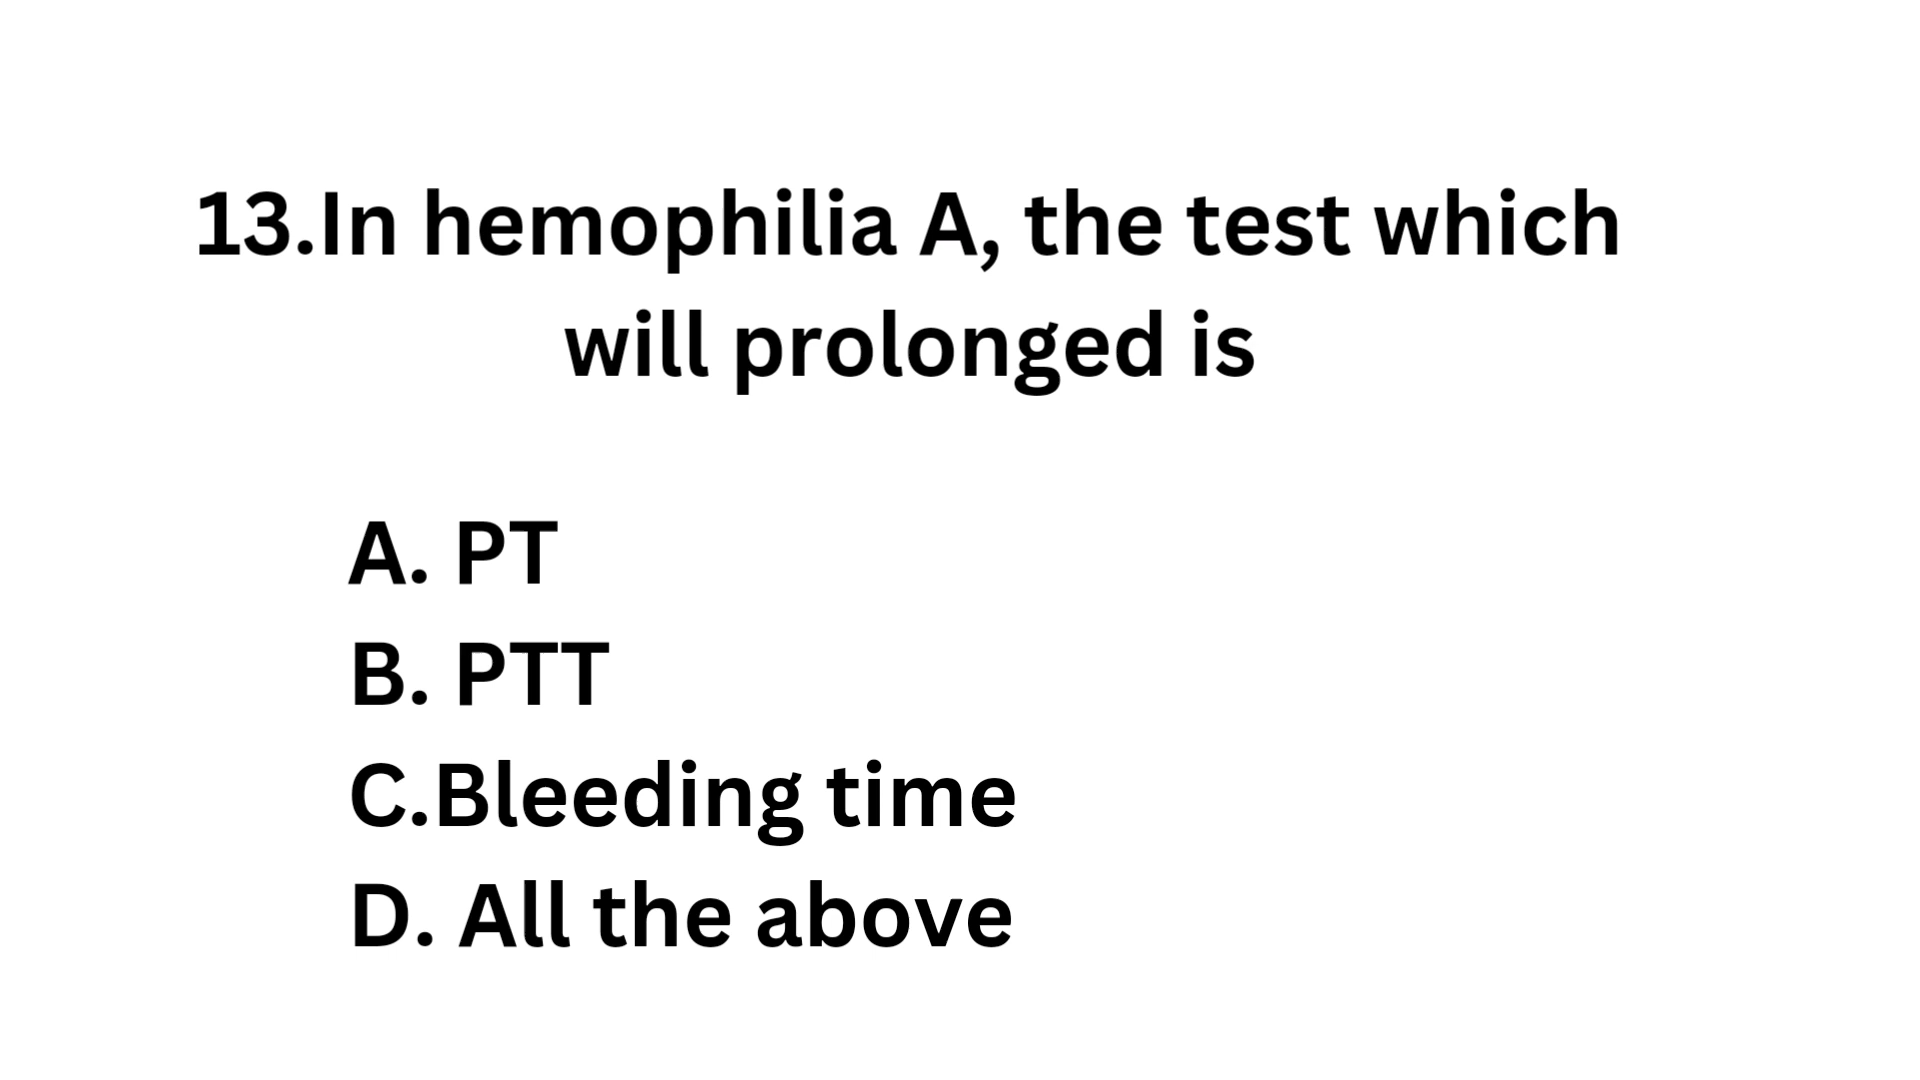 13.In hemophilia A, the test which
will prolonged is
A. PT
B. PTT
C.Bleeding time
D. All the above